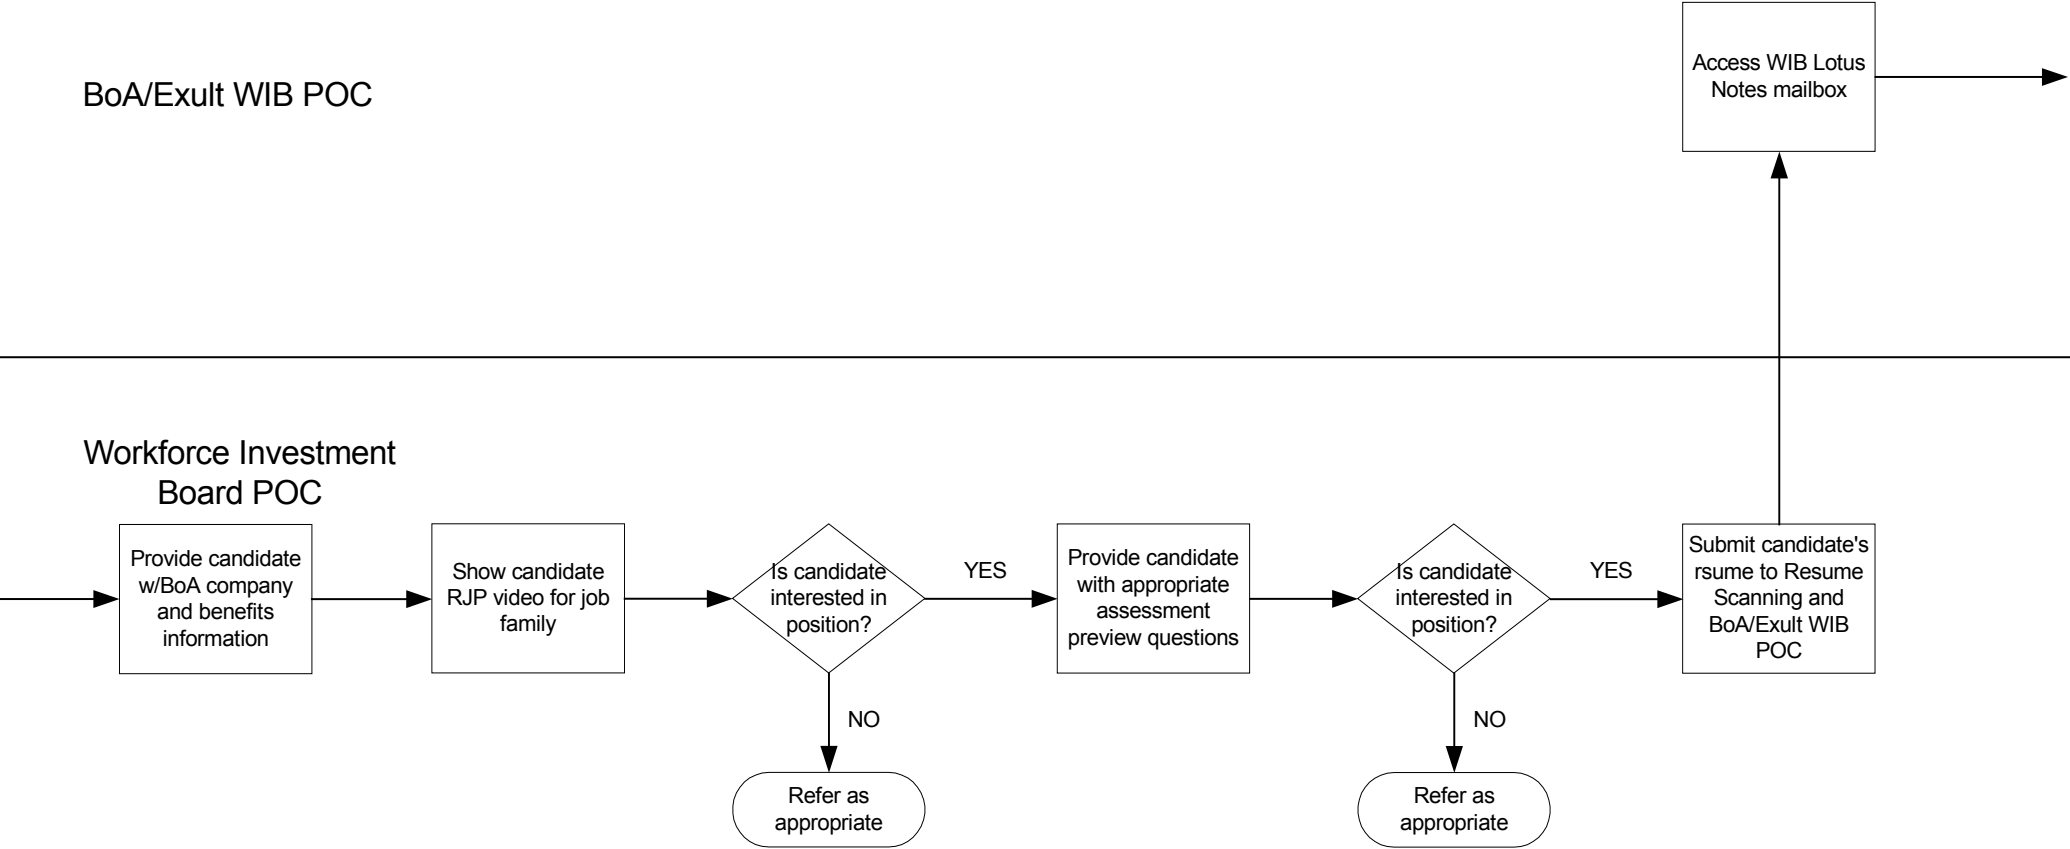 BoA/Exult WIB POC
Access WIB Lotus
Notes mailbox
Workforce Investment
Board POC
Provide candidate
w/BoA company
and benefits
information
Show candidate
RJP video for job
family
Is candidate
interested in
position?
YES
NO
Refer as
appropriate
Provide candidate
with appropriate
assessment
preview questions
Is candidate
interested in
position?
YES
NO
Refer as
appropriate
Submit candidate's
rsume to Resume
Scanning and
BoA/Exult WIB
POC